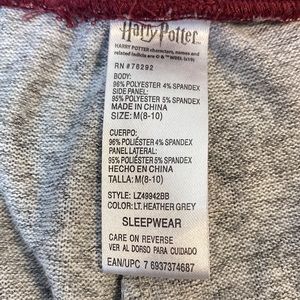 Harry Potter
HARRY POTTER characters, names and
related indicia are © & ™ WBEI. (s19)
RN #78292
BODY:
96% POLYESTER 4% SPANDEX
SIDE PANEL:
95% POLYESTER 5% SPANDEX
MADE IN CHINA
SIZE: M(8-10)
CUERPO:
96% POLIÉSTER 4% SPANDEX
PANEL LATERAL:
95% POLIÉSTER 5% SPANDEX
HECHO EN CHINA
TALLA: M(8-10)
STYLE: LZ49942BB
COLOR: LT. HEATHER GREY
SLEEPWEAR
CARE ON REVERSE
VER AL DORSO PARA CUIDADO
EAN/UPC 7 6937374687